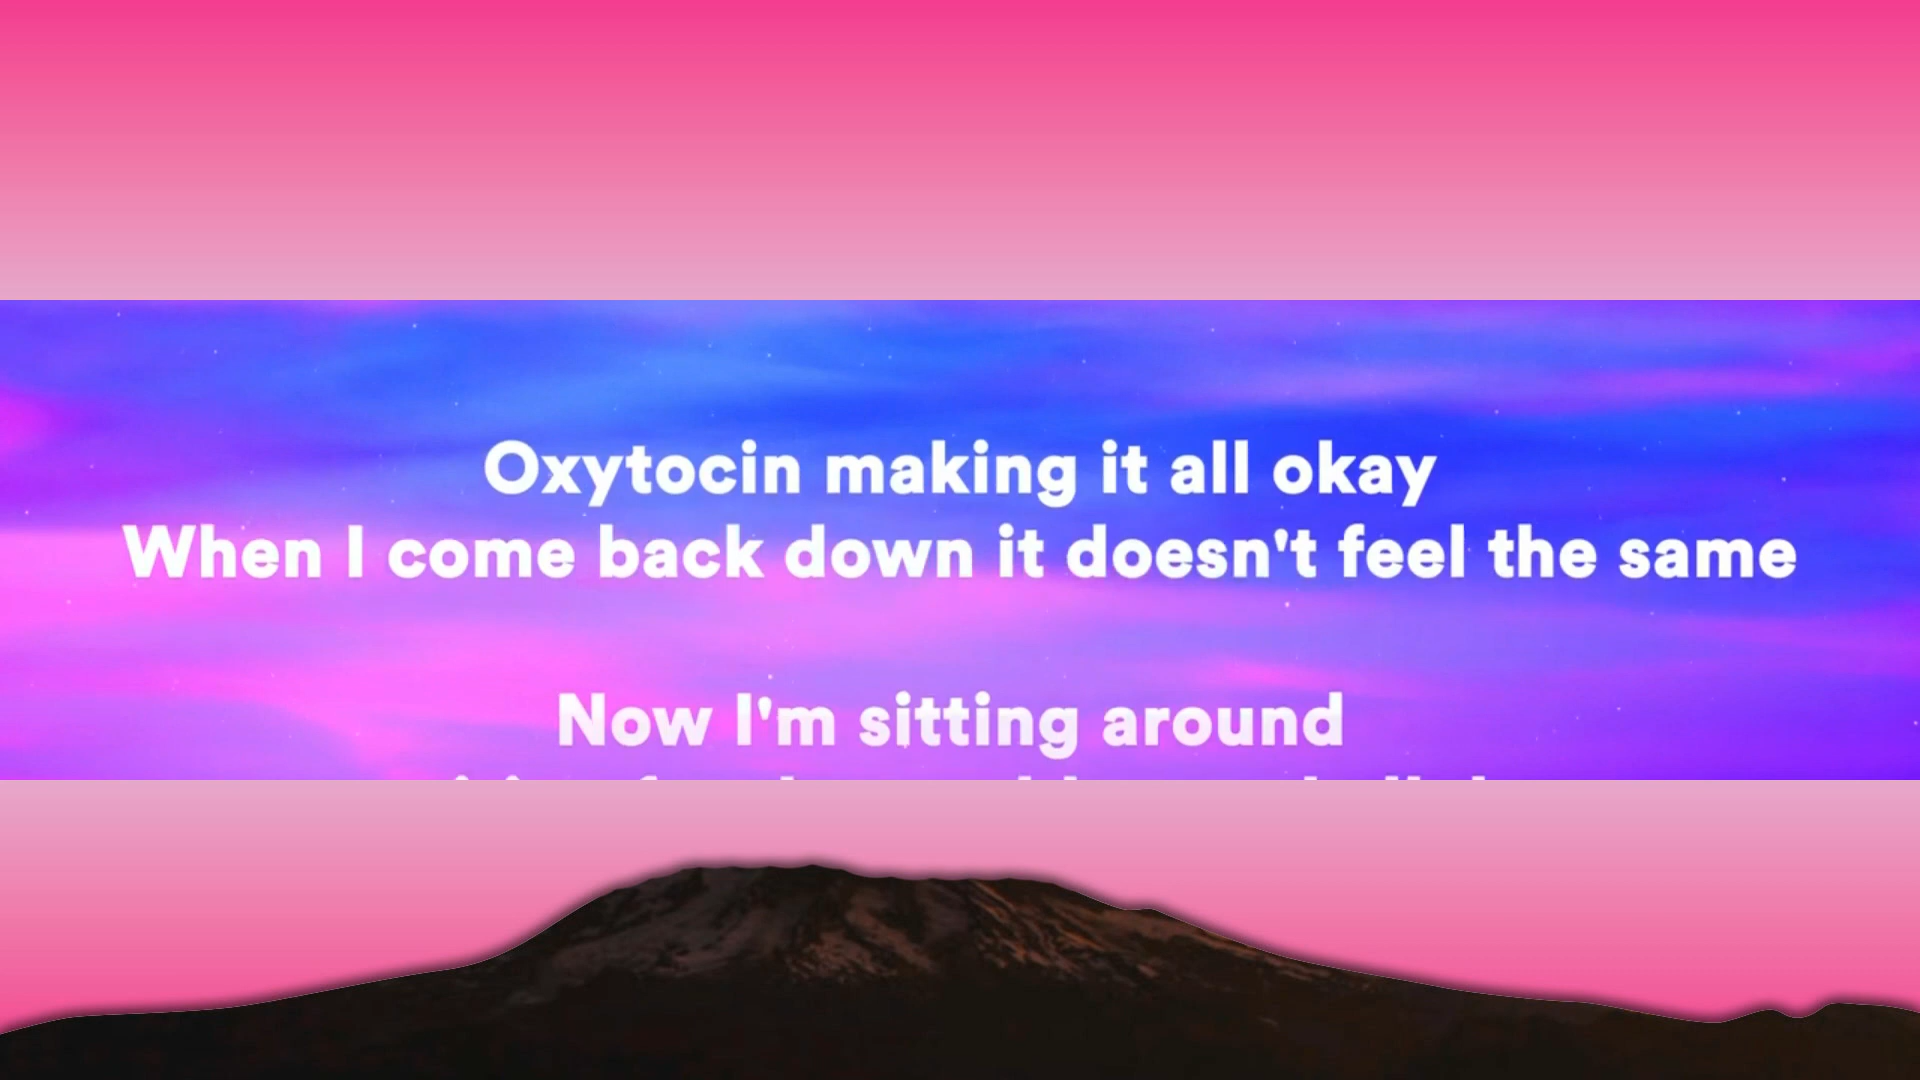 Oxytocin making it all okay
When I come back down it doesn't feel the same
Now I'm sitting around